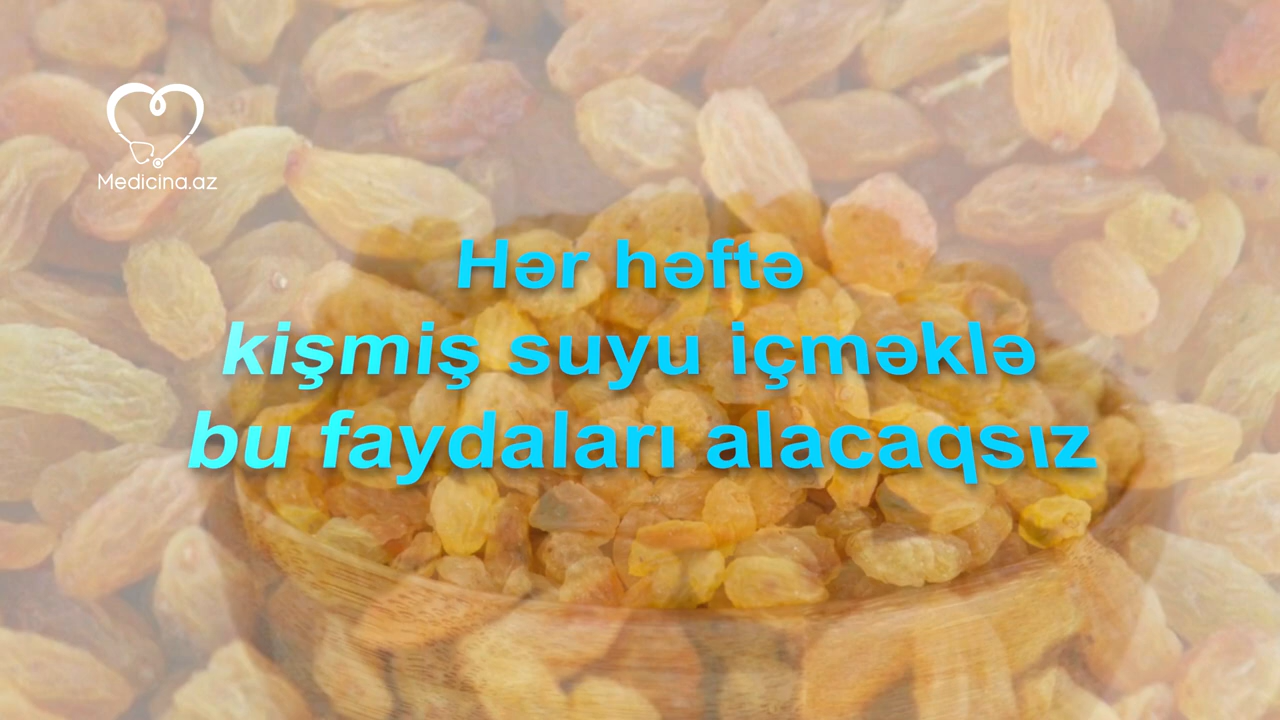 Medicina.az
Hər həftə
kişmiş suyu içməklə
bu faydaları alacaqsız